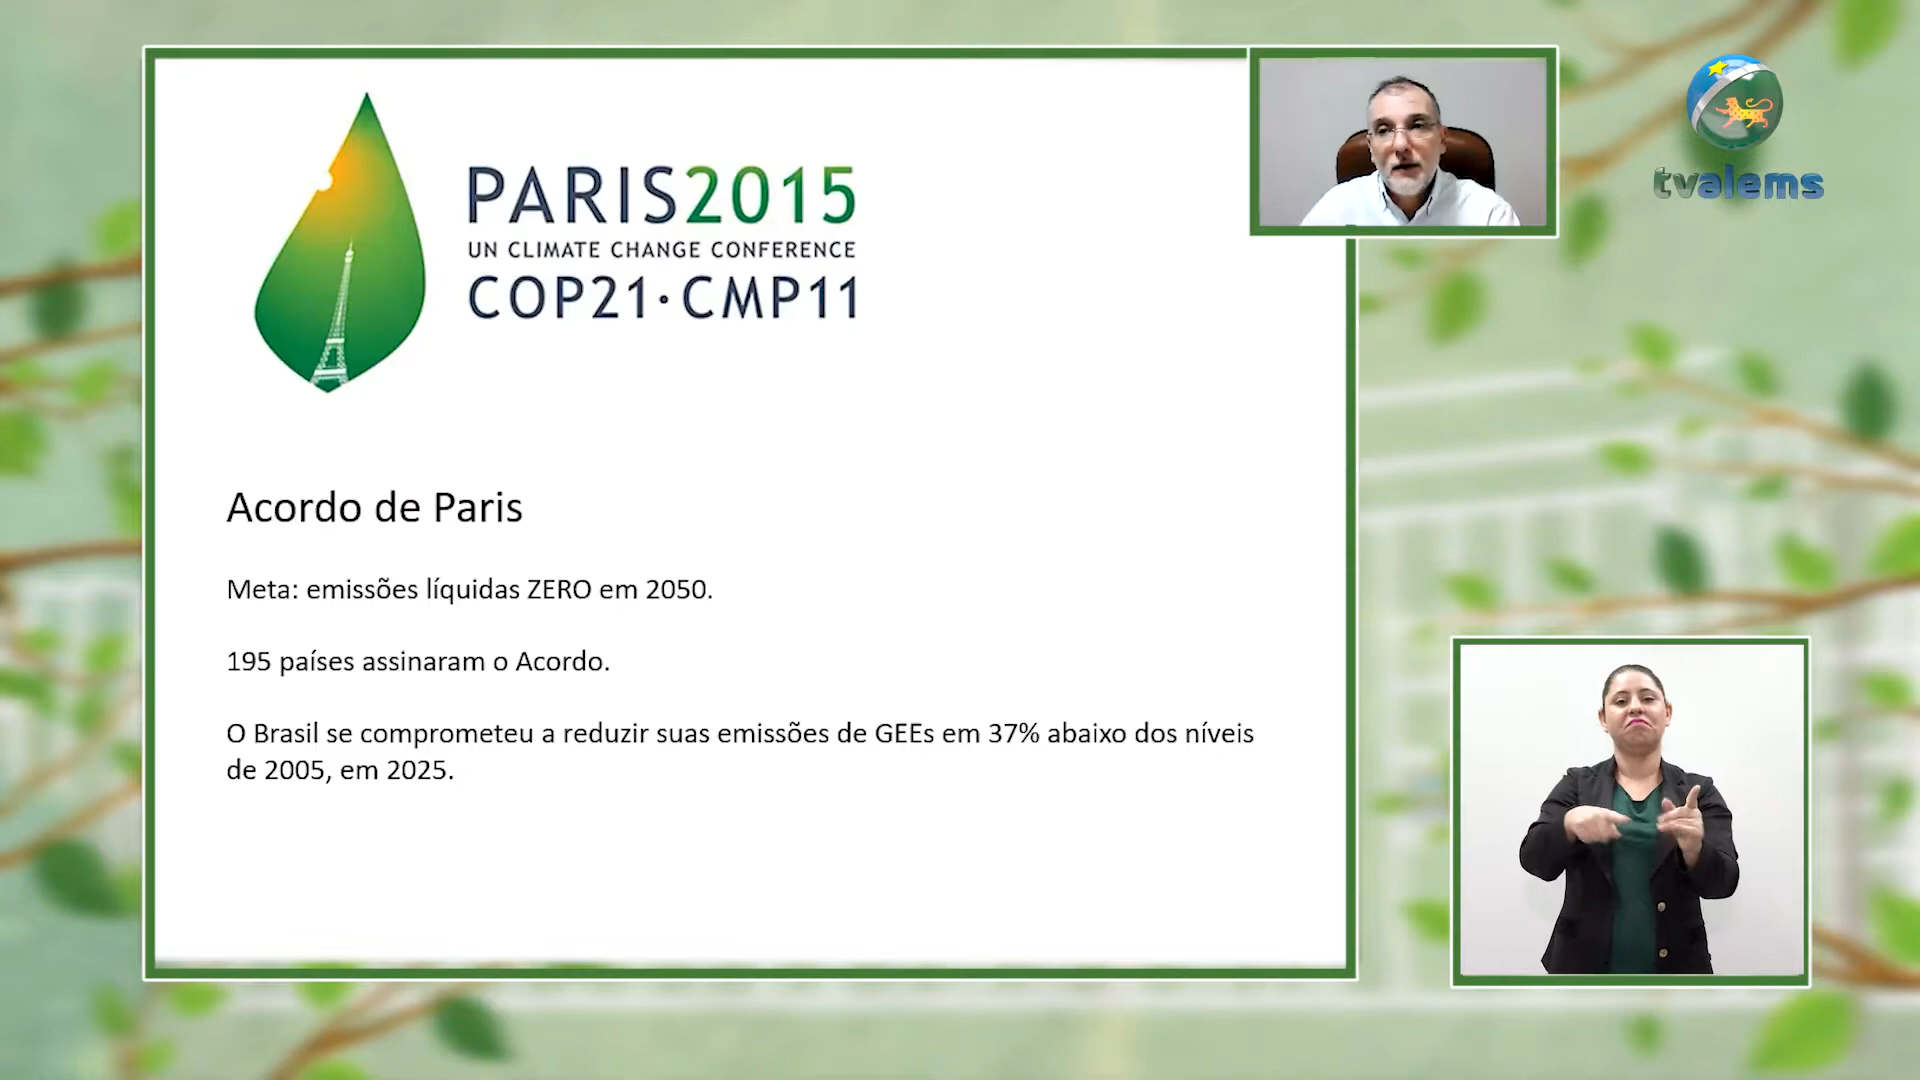 PARIS2015
UN CLIMATE CHANGE CONFERENCE
COP21·CMP11
tvalems
Acordo de Paris
Meta: emissões líquidas ZERO em 2050.
195 países assinaram o Acordo.
O Brasil se comprometeu a reduzir suas emissões de GEEs em 37% abaixo dos níveis
de 2005, em 2025.